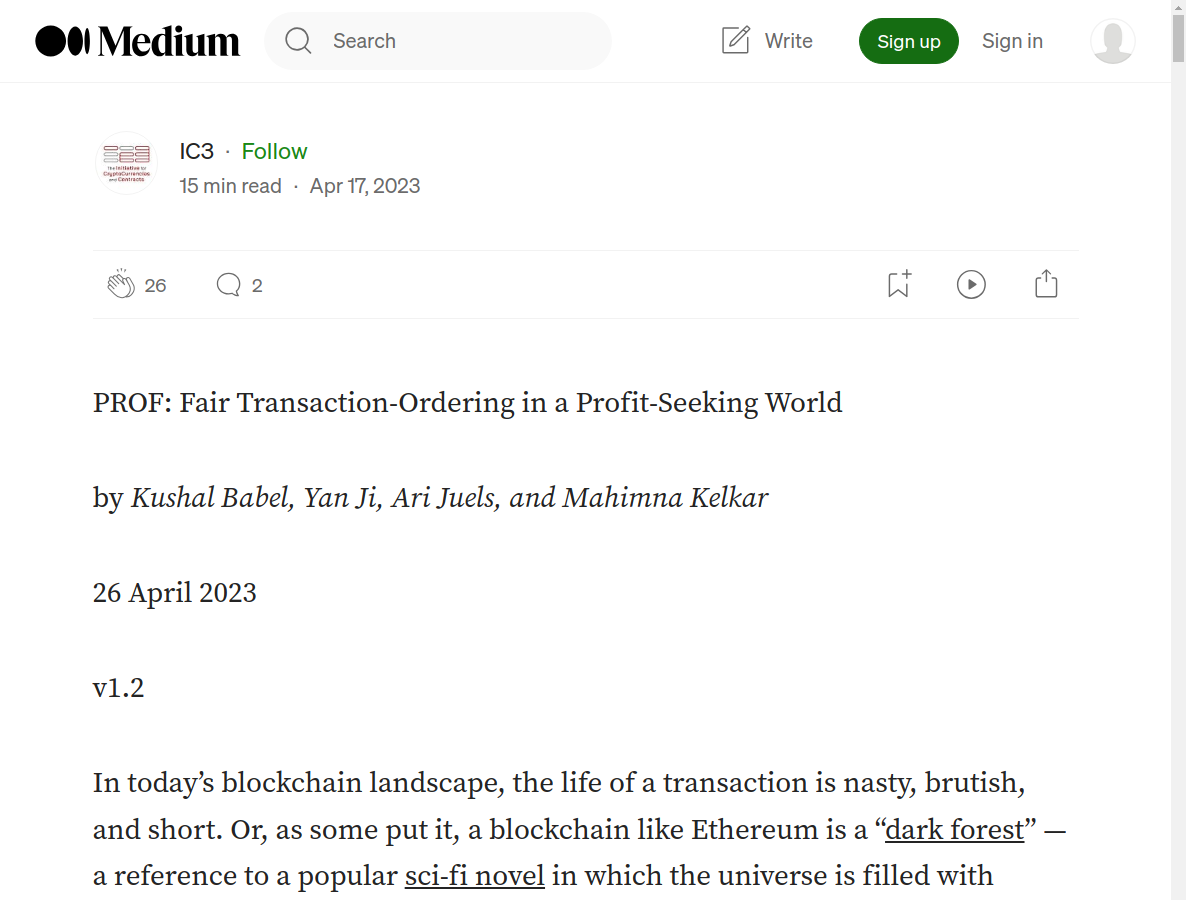 Medium
Search
Write
Sign up
Sign in
The Initiative for
CryptoCurrencies
and Contracts
IC3 · Follow
15 min read · Apr 17, 2023
26
2
PROF: Fair Transaction-Ordering in a Profit-Seeking World
by Kushal Babel, Yan Ji, Ari Juels, and Mahimna Kelkar
26 April 2023
v1.2
In today’s blockchain landscape, the life of a transaction is nasty, brutish,
and short. Or, as some put it, a blockchain like Ethereum is a “dark forest” —
a reference to a popular sci-fi novel in which the universe is filled with